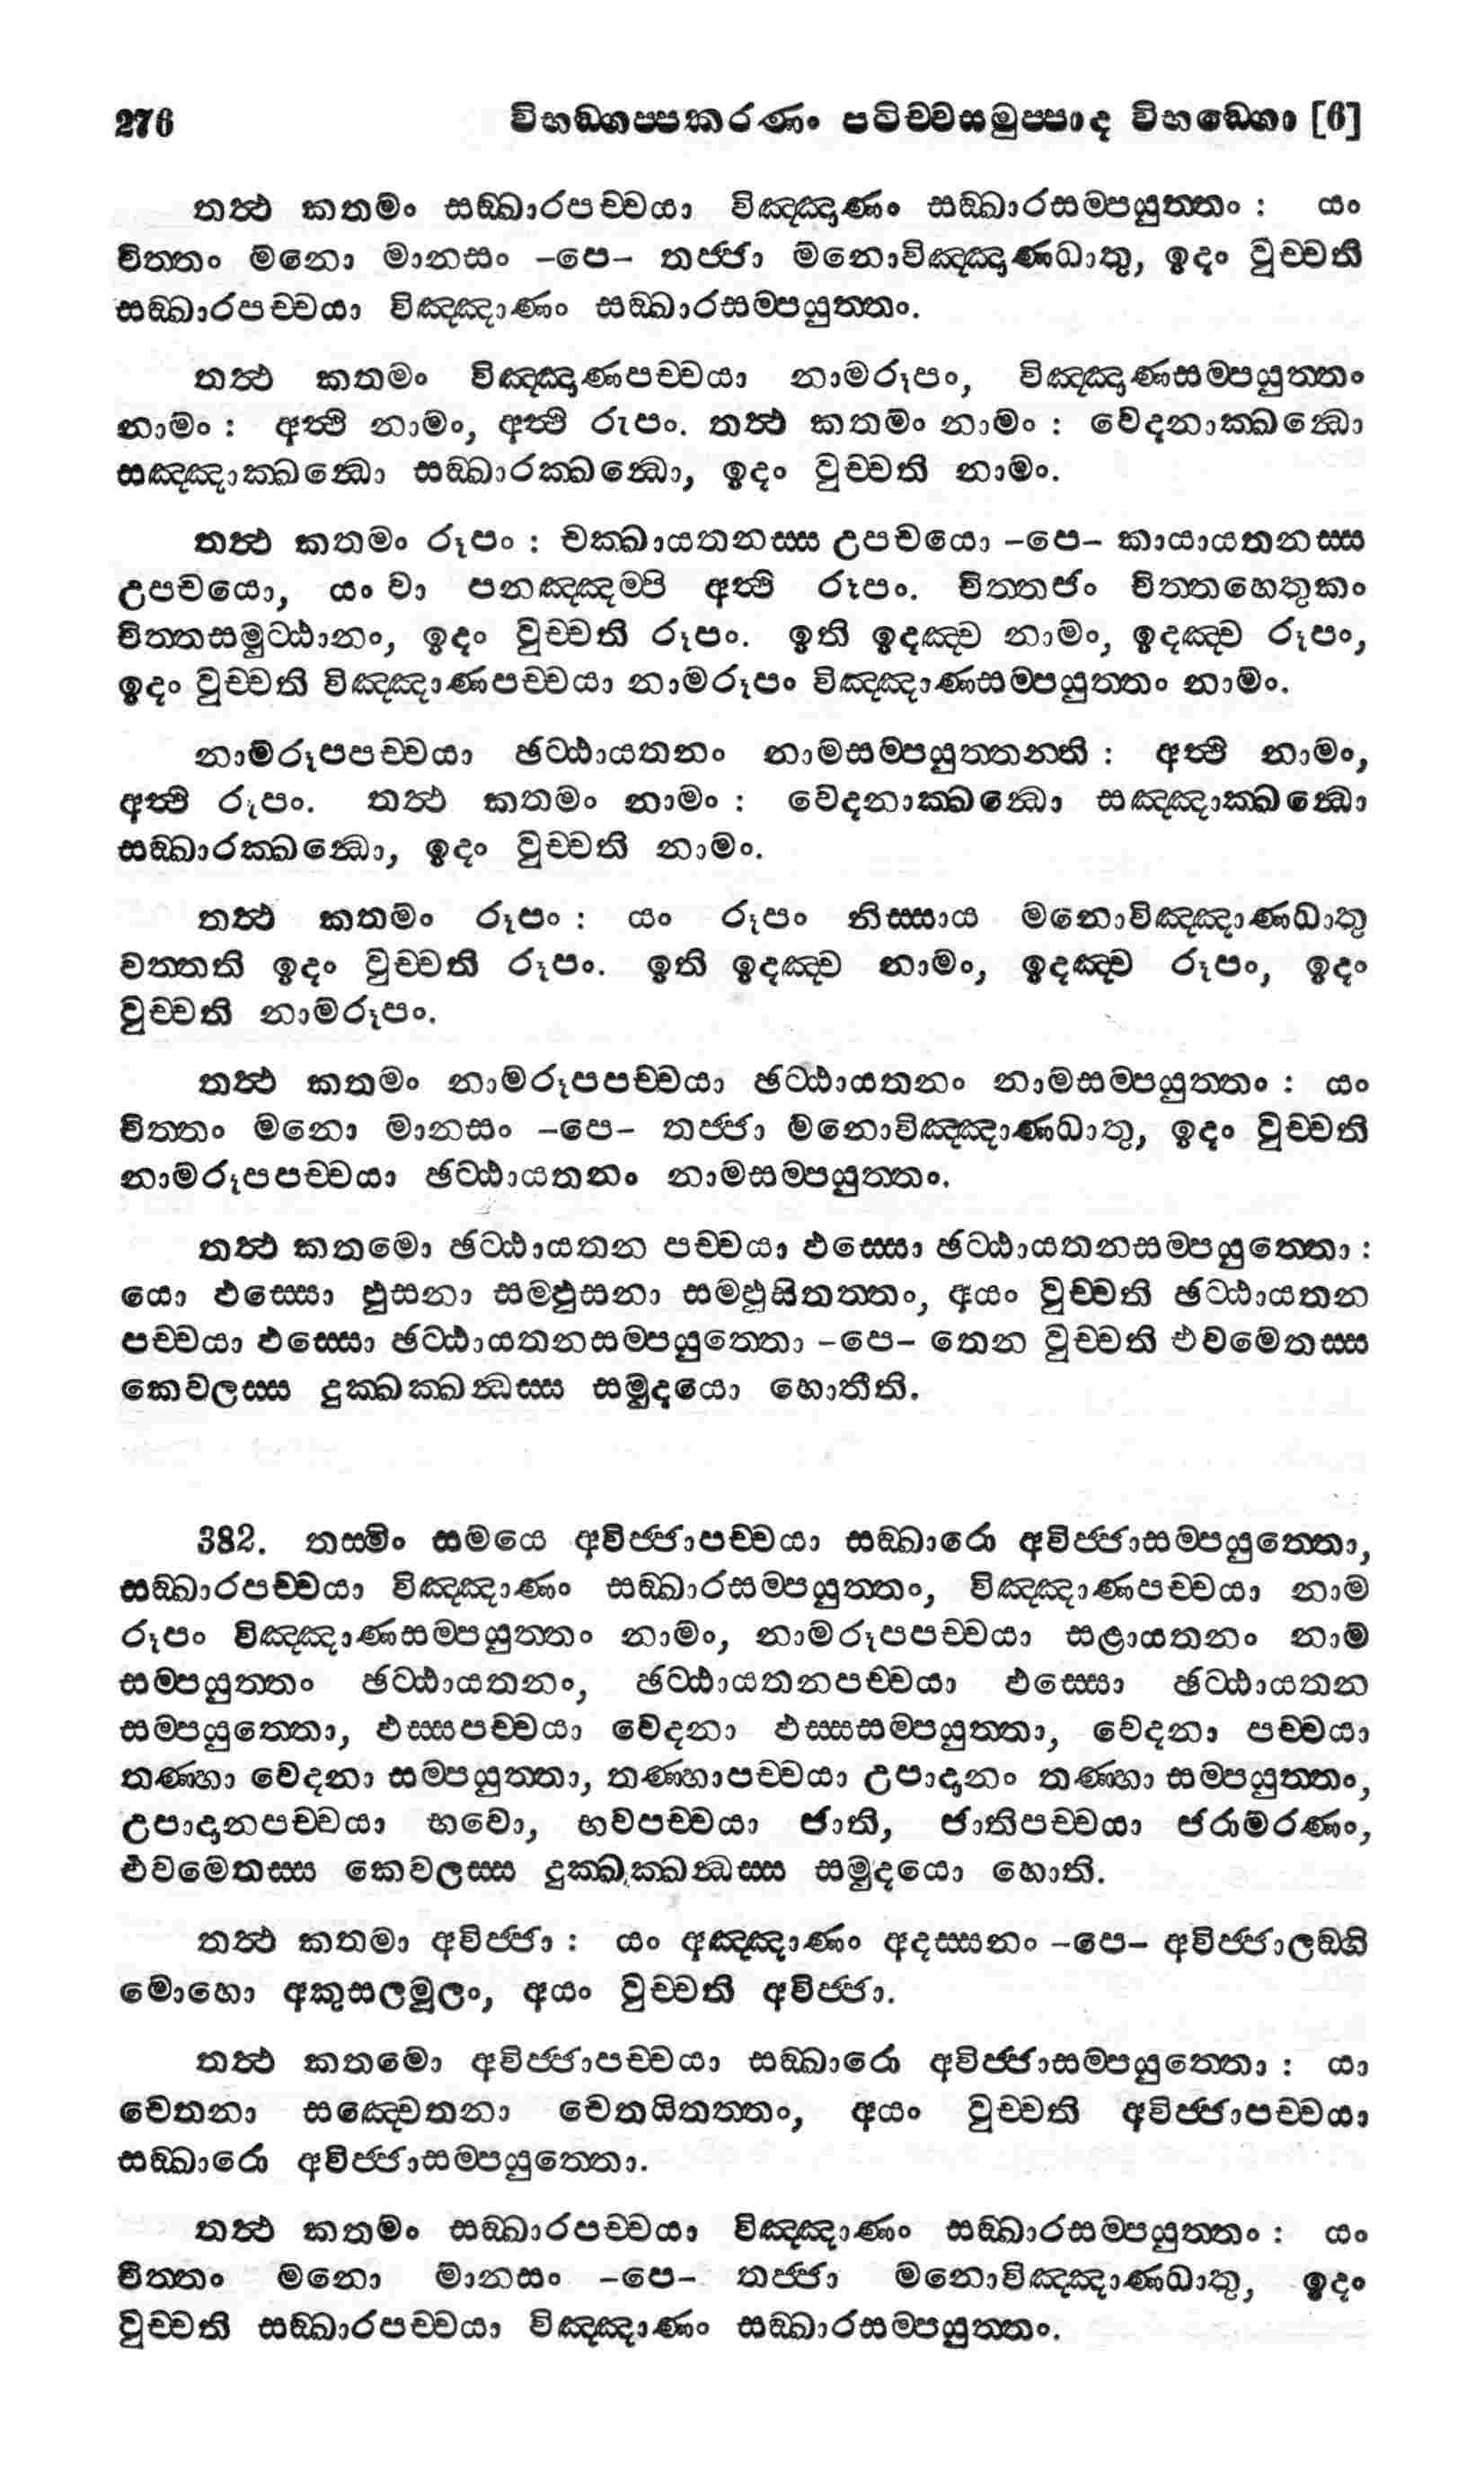 276 විභඞ්ගප්පකරණං පටිච්චසමුප්පාද විභඞ්ගො [6]
තත්ථ කතමං සඞ්ඛාරපච්චයා විඤ්ඤාණං සඞ්ඛාරසම්පයුත්තං : යං
චිත්තං මනො මානසං -පෙ- තජ්ජා මනොවිඤ්ඤාණධාතු, ඉදං වුච්චති
සඞ්ඛාරපච්චයා විඤ්ඤාණං සඞ්ඛාරසම්පයුත්තං.
තත්ථ කතමං විඤ්ඤාණපච්චයා නාමරූපං, විඤ්ඤාණසම්පයුත්තං
නාමං : අත්ථි නාමං, අත්ථි රූපං. තත්ථ කතමං නාමං : වෙදනාක්ඛන්ධො
සඤ්ඤාක්ඛන්ධො සඞ්ඛාරක්ඛන්ධො, ඉදං වුච්චති නාමං.
තත්ථ කතමං රූපං : චක්ඛායතනස්ස උපචයො -පෙ- කායායතනස්ස
උපචයො, යං වා පනඤ්ඤම්පි අත්ථි රූපං. චිත්තජං චිත්තහෙතුකං
චිත්තසමුට්ඨානං, ඉදං වුච්චති රූපං. ඉති ඉදඤ්ච නාමං, ඉදඤ්ච රූපං,
ඉදං වුච්චති විඤ්ඤාණපච්චයා නාමරූපං විඤ්ඤාණසම්පයුත්තං නාමං.
නාමරූපපච්චයා ඡට්ඨායතනං නාමසම්පයුත්තන්ති : අත්ථි නාමං,
අත්ථි රූපං. තත්ථ කතමං නාමං : වෙදනාක්ඛන්ධො සඤ්ඤාක්ඛන්ධො
සඞ්ඛාරක්ඛන්ධො, ඉදං වුච්චති නාමං.
තත්ථ කතමං රූපං : යං රූපං නිස්සාය මනොවිඤ්ඤාණධාතු
වත්තති ඉදං වුච්චති රූපං. ඉති ඉදඤ්ච නාමං, ඉදඤ්ච රූපං, ඉදං
වුච්චති නාමරූපං.
තත්ථ කතමං නාමරූපපච්චයා ඡට්ඨායතනං නාමසම්පයුත්තං : යං
චිත්තං මනො මානසං -පෙ- තජ්ජා මනොවිඤ්ඤාණධාතු, ඉදං වුච්චති
නාමරූපපච්චයා ඡට්ඨායතනං නාමසම්පයුත්තං.
තත්ථ කතමො ඡට්ඨායතන පච්චයා ඵස්සො ඡට්ඨායතනසම්පයුත්තො :
යො ඵස්සො ඵුසනා සම්ඵුසනා සම්ඵුසිතත්තං, අයං වුච්චති ඡට්ඨායතන
පච්චයා ඵස්සො ඡට්ඨායතනසම්පයුත්තො -පෙ- තෙන වුච්චති එවමෙතස්ස
කෙවලස්ස දුක්ඛක්ඛන්ධස්ස සමුදයො හොතීති.
382. තස්මිං සමයෙ අවිජ්ජාපච්චයා සඞ්ඛාරො අවිජ්ජාසම්පයුත්තො,
සඞ්ඛාරපච්චයා විඤ්ඤාණං සඞ්ඛාරසම්පයුත්තං, විඤ්ඤාණපච්චයා නාම
රූපං විඤ්ඤාණසම්පයුත්තං නාමං, නාමරූපපච්චයා සළායතනං නාම
සම්පයුත්තං ඡට්ඨායතනං, ඡට්ඨායතනපච්චයා ඵස්සො ඡට්ඨායතන
සම්පයුත්තො, ඵස්සපච්චයා වෙදනා ඵස්සසම්පයුත්තා, වෙදනා පච්චයා
තණ්හා වෙදනා සම්පයුත්තා, තණ්හාපච්චයා උපාදානං තණ්හා සම්පයුත්තං,
උපාදානපච්චයා භවො, භවපච්චයා ජාති, ජාතිපච්චයා ජරාමරණං,
එවමෙතස්ස කෙවලස්ස දුක්ඛක්ඛන්ධස්ස සමුදයො හොති.
තත්ථ කතමා අවිජ්ජා : යං අඤ්ඤාණං අදස්සනං -පෙ- අවිජ්ජාලඞ්ගි
මොහො අකුසලමූලං, අයං වුච්චති අවිජ්ජා.
තත්ථ කතමො අවිජ්ජාපච්චයා සඞ්ඛාරො අවිජ්ජාසම්පයුත්තො : යා
චෙතනා සඤ්චෙතනා චෙතයිතත්තං, අයං වුච්චති අවිජ්ජාපච්චයා
සඞ්ඛාරො අවිජ්ජාසම්පයුත්තො.
තත්ථ කතමං සඞ්ඛාරපච්චයා විඤ්ඤාණං සඞ්ඛාරසම්පයුත්තං : යං
චිත්තං මනො මානසං -පෙ- තජ්ජා මනොවිඤ්ඤාණධාතු, ඉදං
වුච්චති සඞ්ඛාරපච්චයා විඤ්ඤාණං සඞ්ඛාරසම්පයුත්තං.